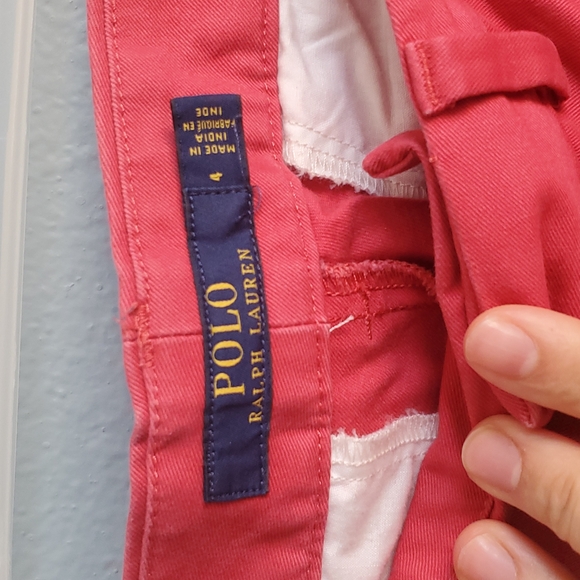 POLO
RALPH LAUREN
4
MADE IN
INDIA
FABRIQUÉ EN
INDE